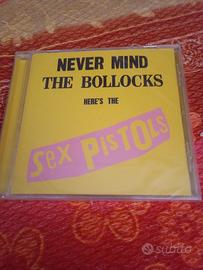 NEVER MIND
THE BOLLOCKS
HERE'S THE
Sex PISTOLS
subito